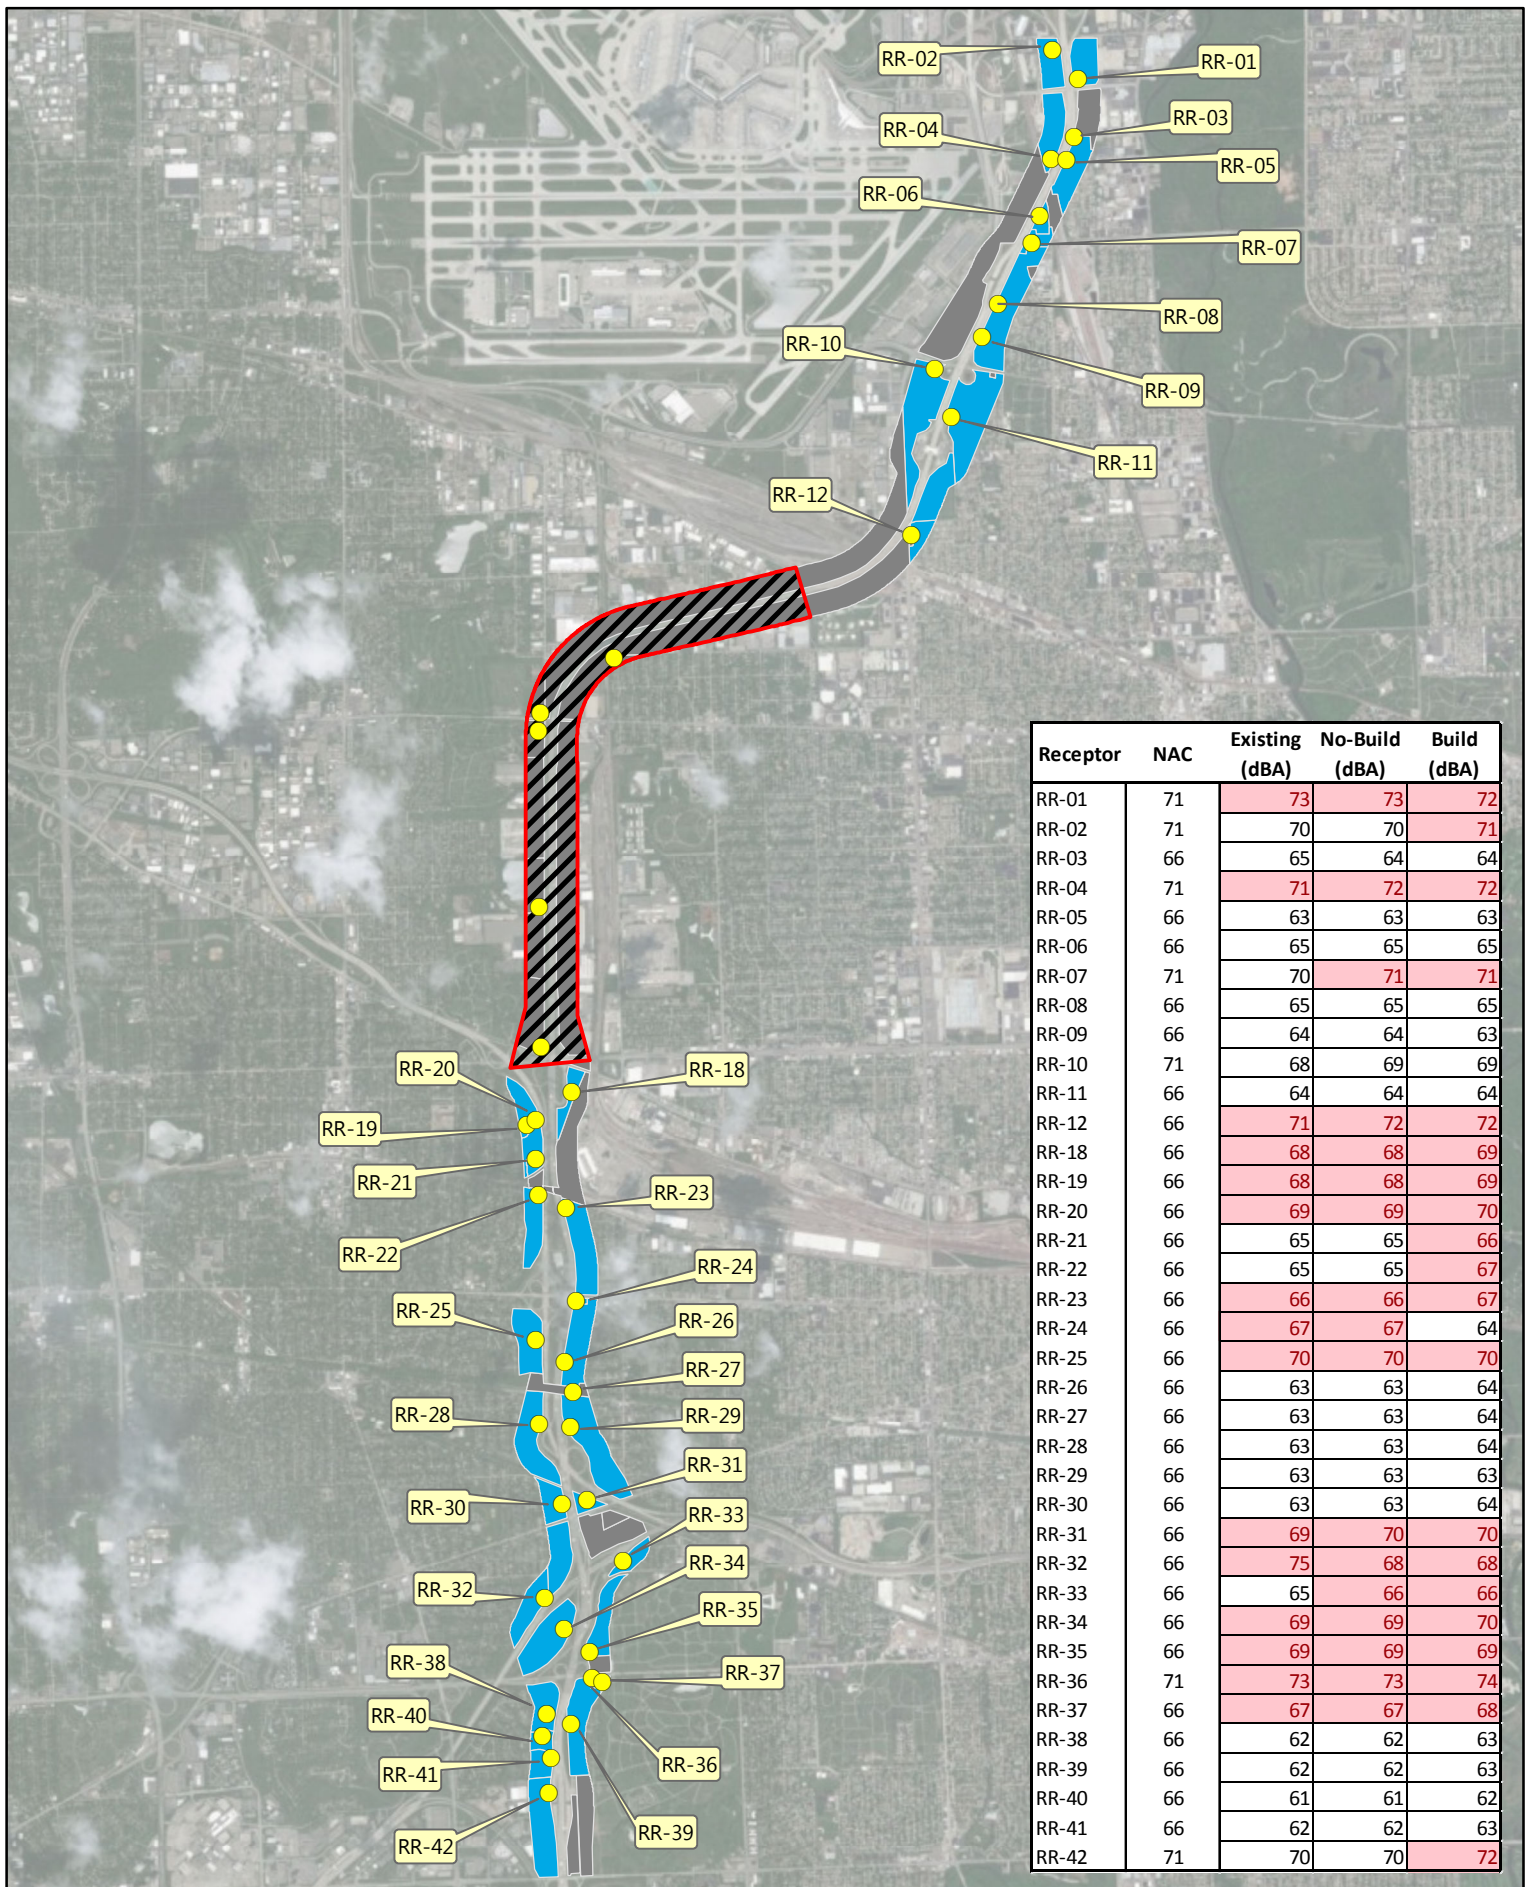 RR-02
RR-01
RR-03
RR-04
RR-05
RR-06
RR-07
RR-08
RR-10
RR-09
RR-11
RR-12
RR-20
RR-18
RR-19
RR-21
RR-23
RR-22
RR-24
RR-25
RR-26
RR-27
RR-28
RR-29
RR-31
RR-30
RR-33
RR-34
RR-32
RR-35
RR-38
RR-37
RR-40
RR-36
RR-41
RR-39
RR-42
Receptor NAC Existing (dBA) No-Build (dBA) Build (dBA)
RR-01 71 73 73 72
RR-02 71 70 70 71
RR-03 66 65 64 64
RR-04 71 71 72 72
RR-05 66 63 63 63
RR-06 66 65 65 65
RR-07 71 70 71 71
RR-08 66 65 65 65
RR-09 66 64 64 63
RR-10 71 68 69 69
RR-11 66 64 64 64
RR-12 66 71 72 72
RR-18 66 68 68 69
RR-19 66 68 68 69
RR-20 66 69 69 70
RR-21 66 65 65 66
RR-22 66 65 65 67
RR-23 66 66 66 67
RR-24 66 67 67 64
RR-25 66 70 70 70
RR-26 66 63 63 64
RR-27 66 63 63 64
RR-28 66 63 63 64
RR-29 66 63 63 63
RR-30 66 63 63 64
RR-31 66 69 70 70
RR-32 66 75 68 68
RR-33 66 65 66 66
RR-34 66 69 69 70
RR-35 66 69 69 69
RR-36 71 73 73 74
RR-37 66 67 67 68
RR-38 66 62 62 63
RR-39 66 62 62 63
RR-40 66 61 61 62
RR-41 66 62 62 63
RR-42 71 70 70 72